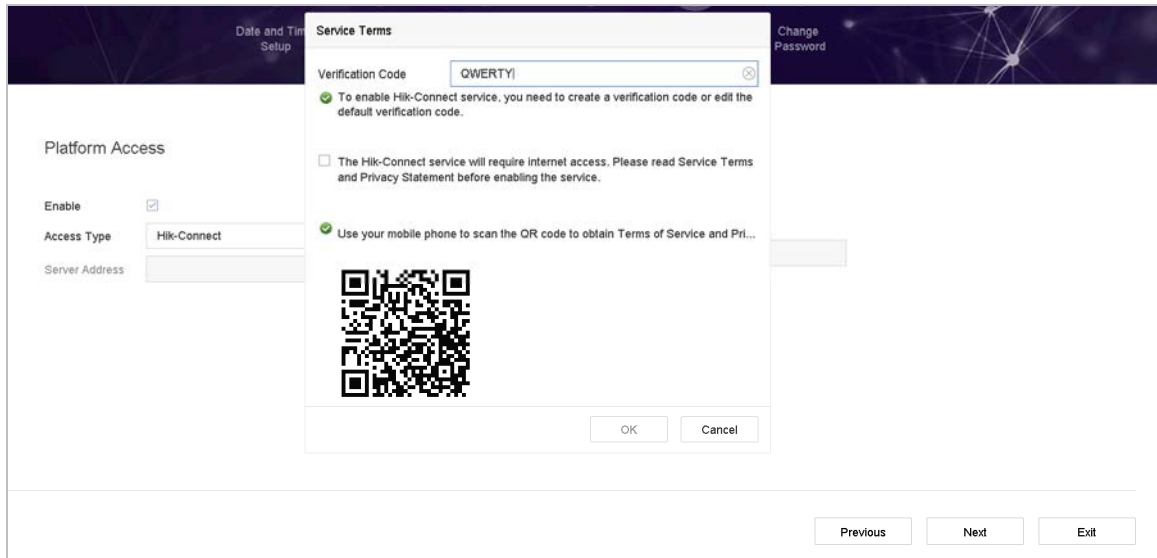 Date and Tim
Setup
Service Terms
Change
Password
Verification Code
QWERTY
To enable Hik-Connect service, you need to create a verification code or edit the
default verification code.
Platform Access
The Hik-Connect service will require internet access. Please read Service Terms
and Privacy Statement before enabling the service.
Enable
Access Type
Hik-Connect
Use your mobile phone to scan the QR code to obtain Terms of Service and Pri...
Server Address
OK
Cancel
Previous
Next
Exit